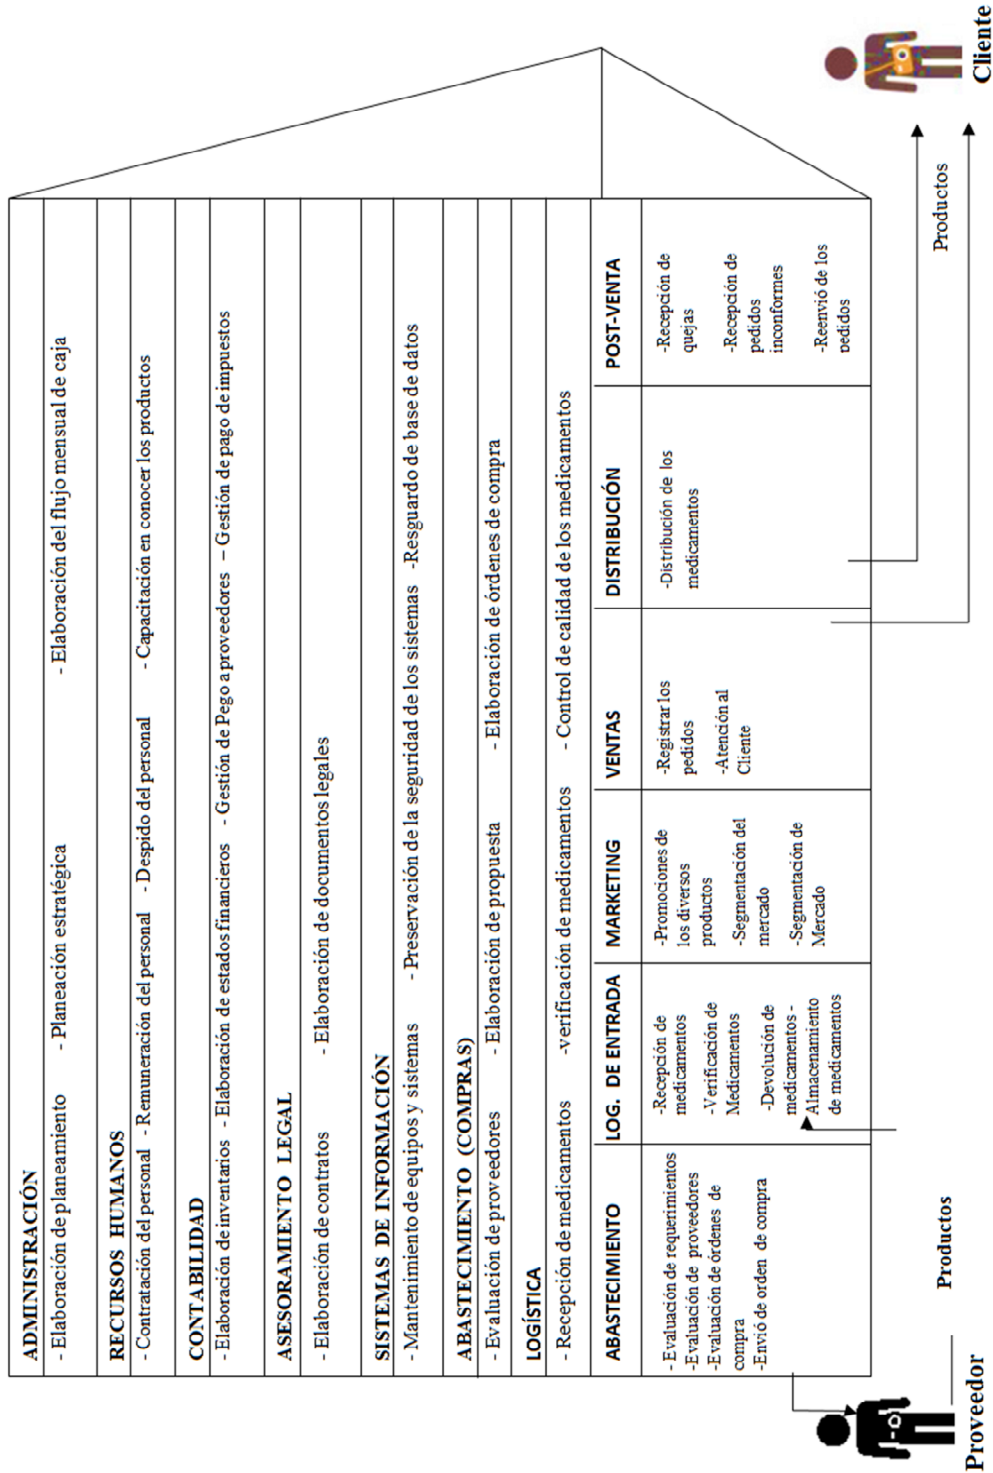 ADMINISTRACIÓN
- Elaboración de planeamiento - Planeación estratégica - Elaboración del flujo mensual de caja
RECURSOS HUMANOS
- Contratación del personal - Remuneración del personal - Despido del personal - Capacitación en conocer los productos
CONTABILIDAD
- Elaboración de inventarios - Elaboración de estados financieros - Gestión de Pego a proveedores – Gestión de pago de impuestos
ASESORAMIENTO LEGAL
- Elaboración de contratos - Elaboración de documentos legales
SISTEMAS DE INFORMACIÓN
- Mantenimiento de equipos y sistemas - Preservación de la seguridad de los sistemas -Resguardo de base de datos
ABASTECIMIENTO (COMPRAS)
- Evaluación de proveedores - Elaboración de propuesta - Elaboración de órdenes de compra
LOGÍSTICA
- Recepción de medicamentos -verificación de medicamentos - Control de calidad de los medicamentos
ABASTECIMIENTO
- Evaluación de requerimientos
-Evaluación de proveedores
-Evaluación de órdenes de
compra
-Envió de orden de compra
LOG. DE ENTRADA
-Recepción de
medicamentos
-Verificación de
Medicamentos
-Devolución de
medicamentos -
Almacenamiento
de medicamentos
MARKETING
-Promociones de
los diversos
productos
-Segmentación del
mercado
-Segmentación de
Mercado
VENTAS
-Registrar los
pedidos
-Atención al
Cliente
DISTRIBUCIÓN
-Distribución de los
medicamentos
POST-VENTA
-Recepción de
quejas
-Recepción de
pedidos
inconformes
-Reenvió de los
pedidos
Proveedor
Productos
Productos
Cliente